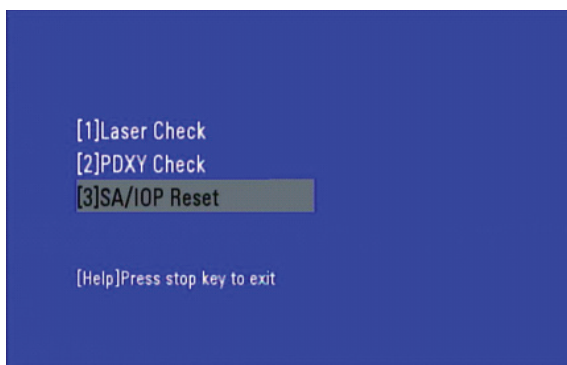 [1]Laser Check
[2]PDXY Check
[3]SA/IOP Reset
[Help]Press stop key to exit